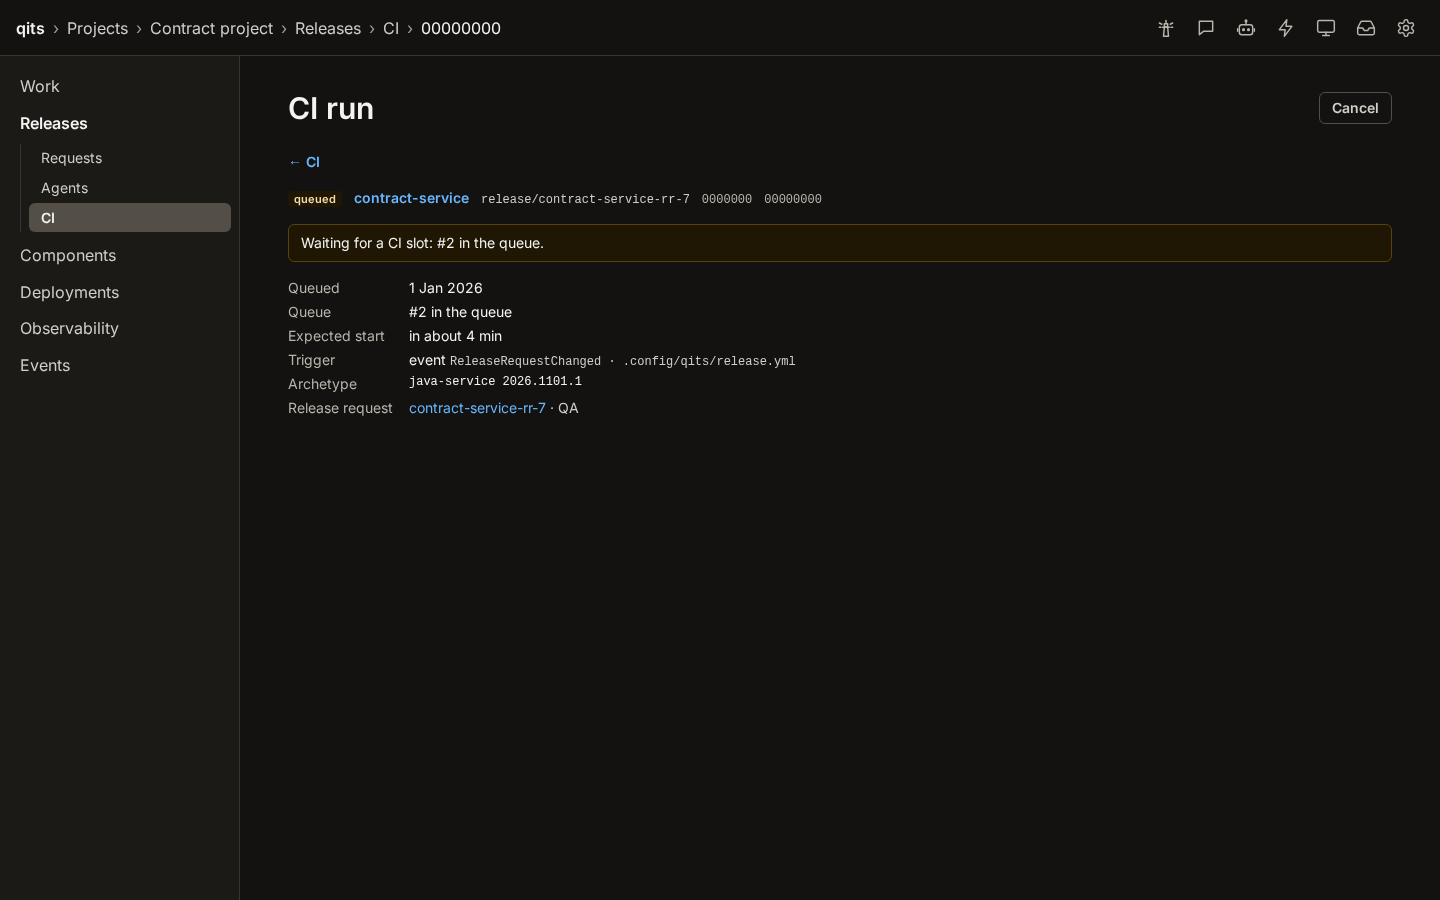 qits › Projects › Contract project › Releases › CI › 00000000
Work
Releases
Requests
Agents
CI
Components
Deployments
Observability
Events
CI run
Cancel
← CI
queued contract-service release/contract-service-rr-7 0000000 00000000
Waiting for a CI slot: #2 in the queue.
Queued 1 Jan 2026
Queue #2 in the queue
Expected start in about 4 min
Trigger event ReleaseRequestChanged · .config/qits/release.yml
Archetype java-service 2026.1101.1
Release request contract-service-rr-7 · QA